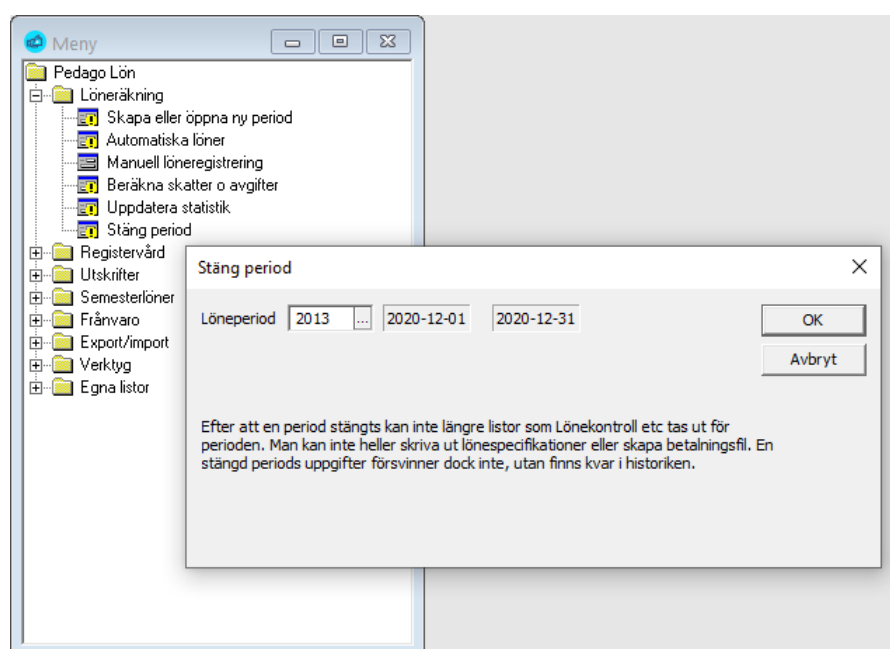 Meny
Pedago Lön
Löneräkning
Skapa eller öppna ny period
Automatiska löner
Manuell löneregistrering
Beräkna skatter o avgifter
Uppdatera statistik
Stäng period
Registervård
Utskrifter
Semesterlöner
Frånvaro
Export/import
Verktyg
Egna listor
Stäng period
Löneperiod 2013 ... 2020-12-01 2020-12-31
OK
Avbryt
Efter att en period stängts kan inte längre listor som Lönekontroll etc tas ut för
perioden. Man kan inte heller skriva ut lönespecifikationer eller skapa betalningsfil. En
stängd periods uppgifter försvinner dock inte, utan finns kvar i historiken.